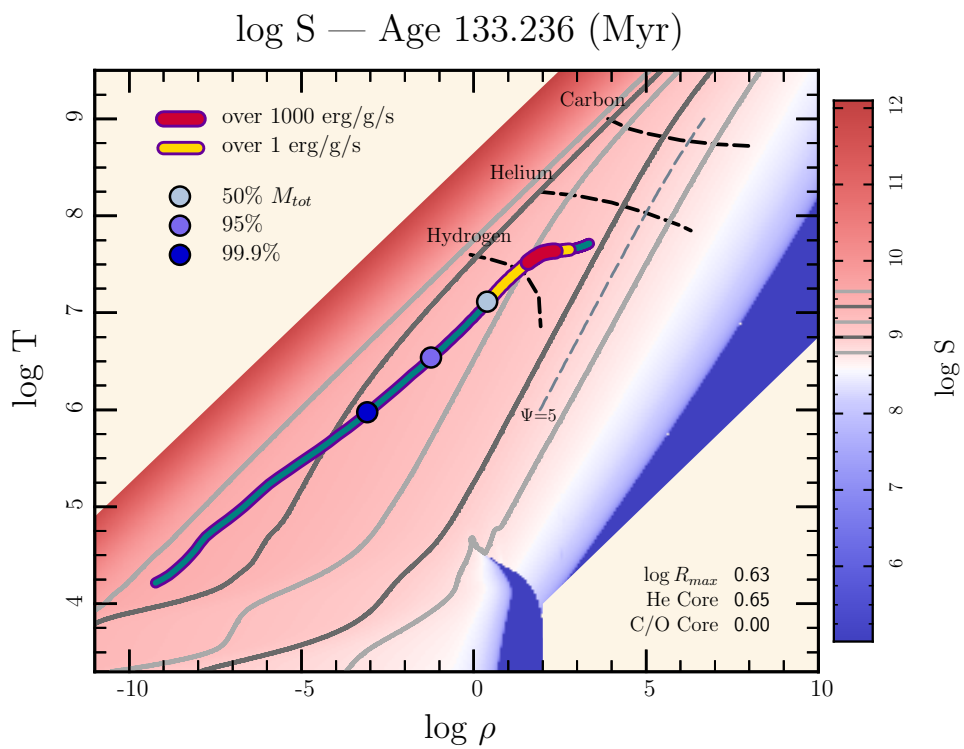 log S — Age 133.236 (Myr)
over 1000 erg/g/s
over 1 erg/g/s
50% M_tot
95%
99.9%
Carbon
Helium
Hydrogen
Ψ=5
log R_max 0.63
He Core 0.65
C/O Core 0.00
log T
9
8
7
6
5
4
-10
-5
0
5
10
log ρ
12
11
10
9
8
7
6
log S